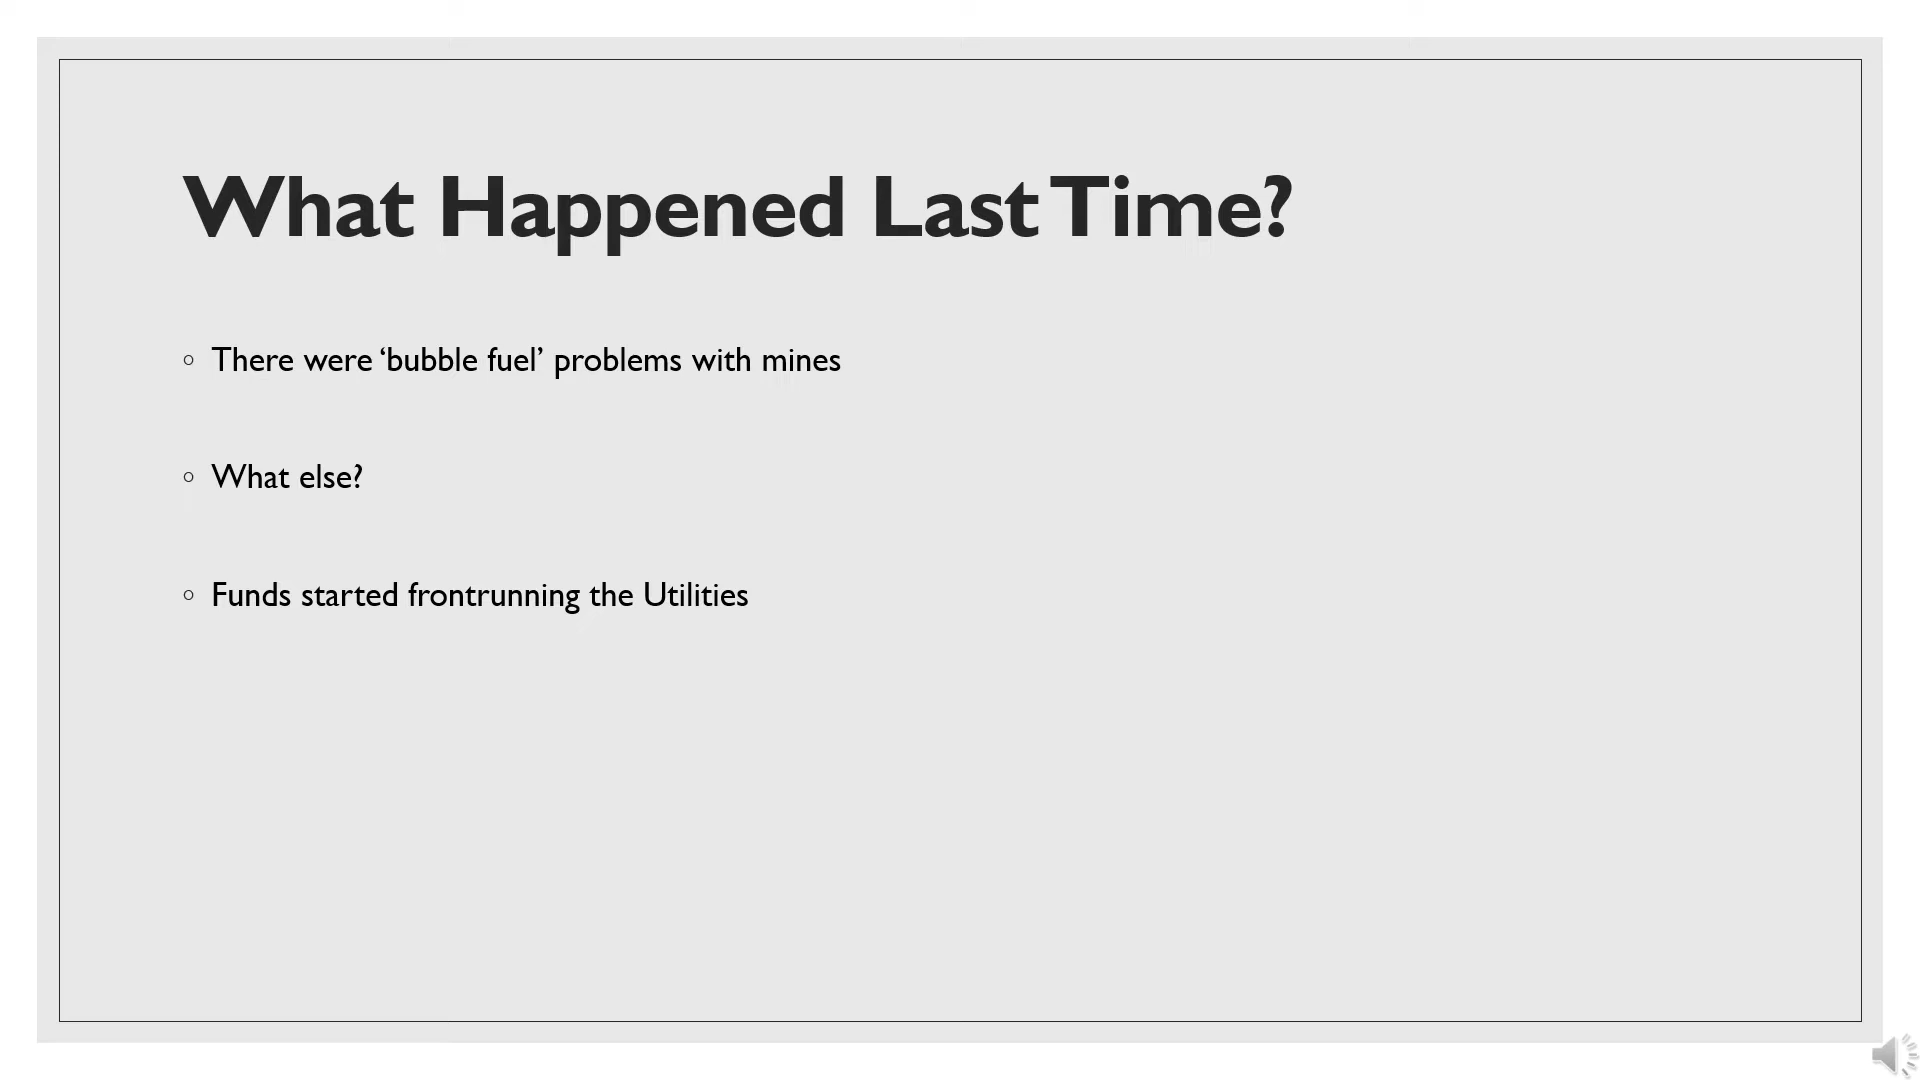 What Happened Last Time?
◦ There were ‘bubble fuel’ problems with mines
◦ What else?
◦ Funds started frontrunning the Utilities